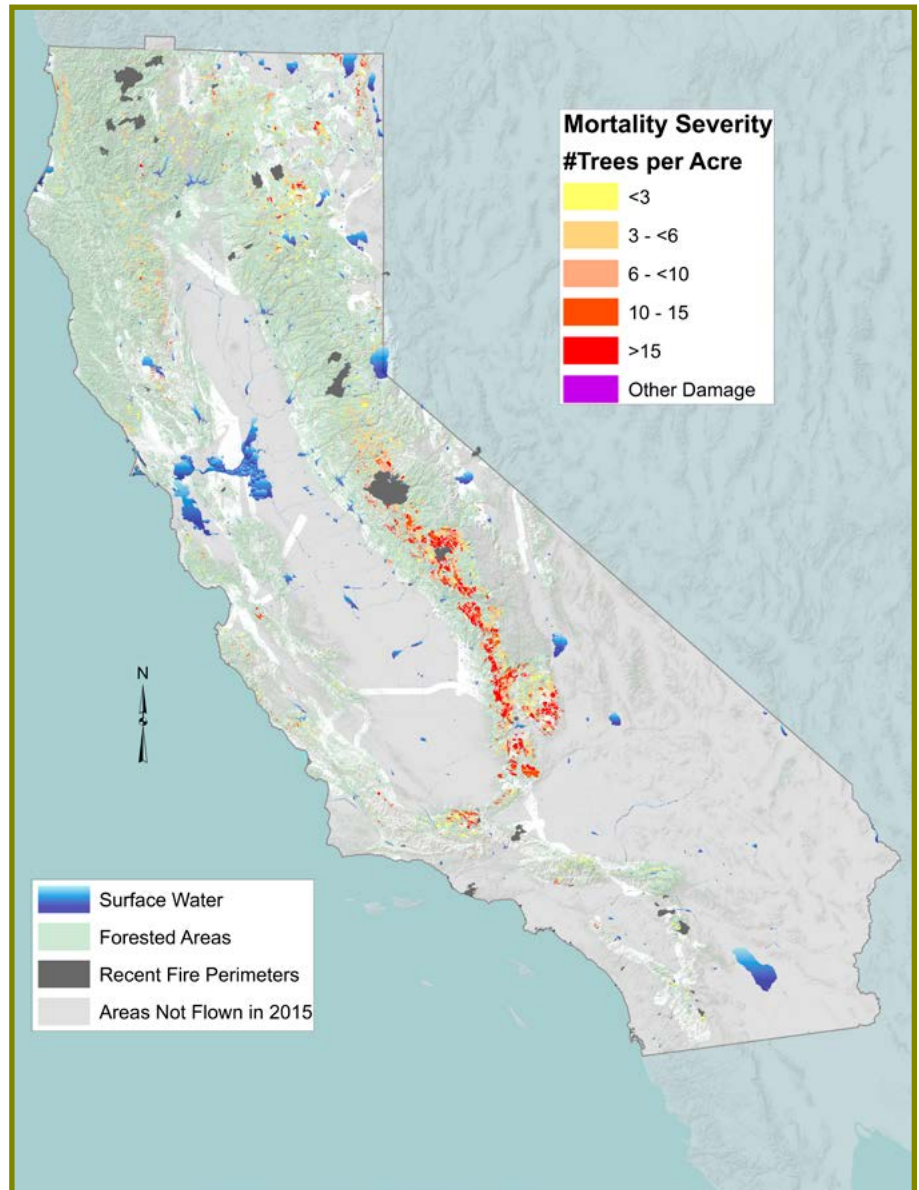 Mortality Severity
#Trees per Acre
<3
3 - <6
6 - <10
10 - 15
>15
Other Damage
N
Surface Water
Forested Areas
Recent Fire Perimeters
Areas Not Flown in 2015